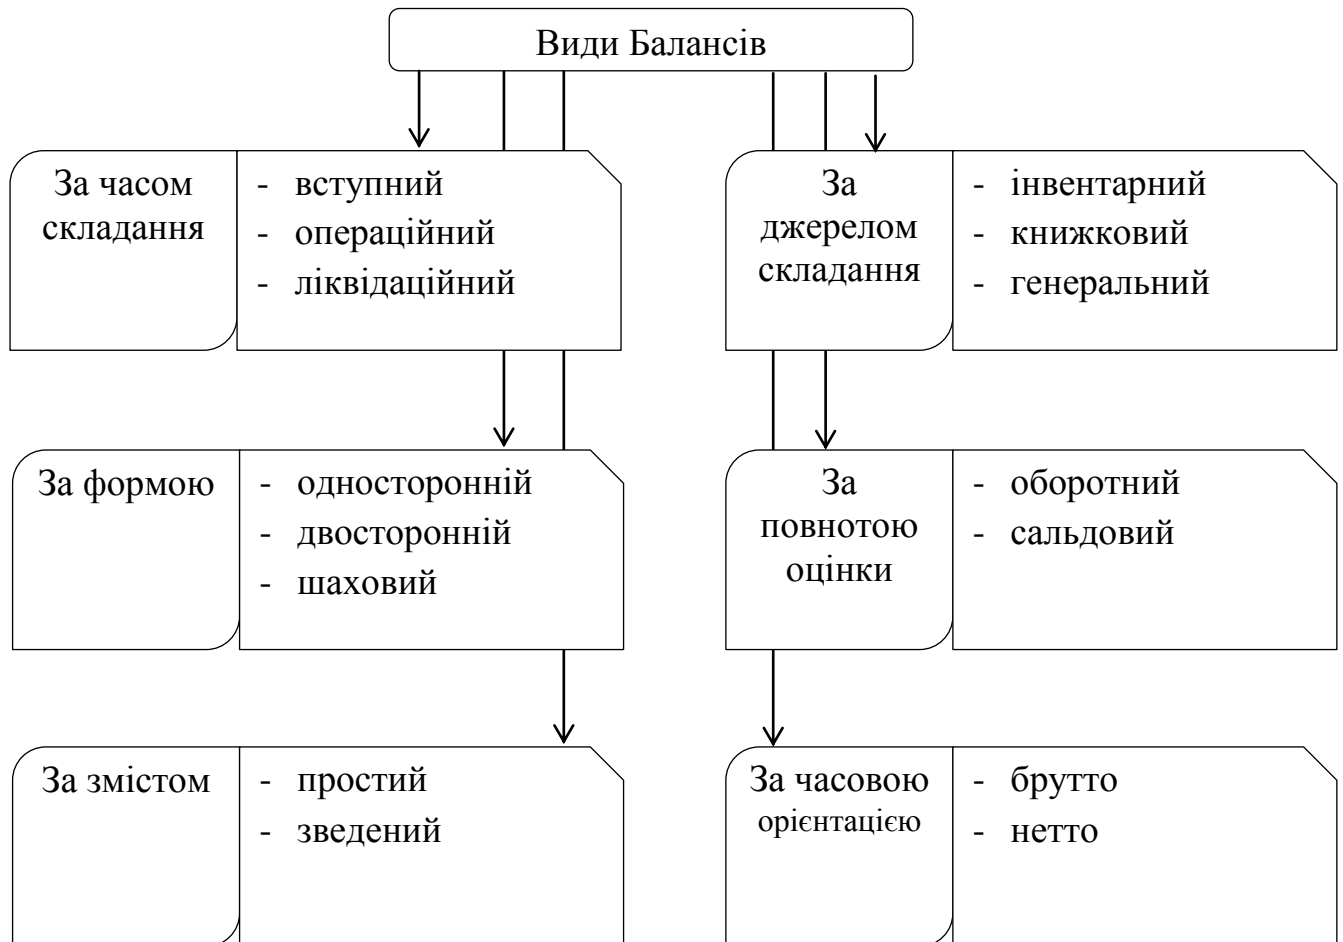 Види Балансів
За часом
складання
- вступний
- операційний
- ліквідаційний
За
джерелом
складання
- інвентарний
- книжковий
- генеральний
За формою
- односторонній
- двосторонній
- шаховий
За
повнотою
оцінки
- оборотний
- сальдовий
За змістом
- простий
- зведений
За часовою
орієнтацією
- брутто
- нетто